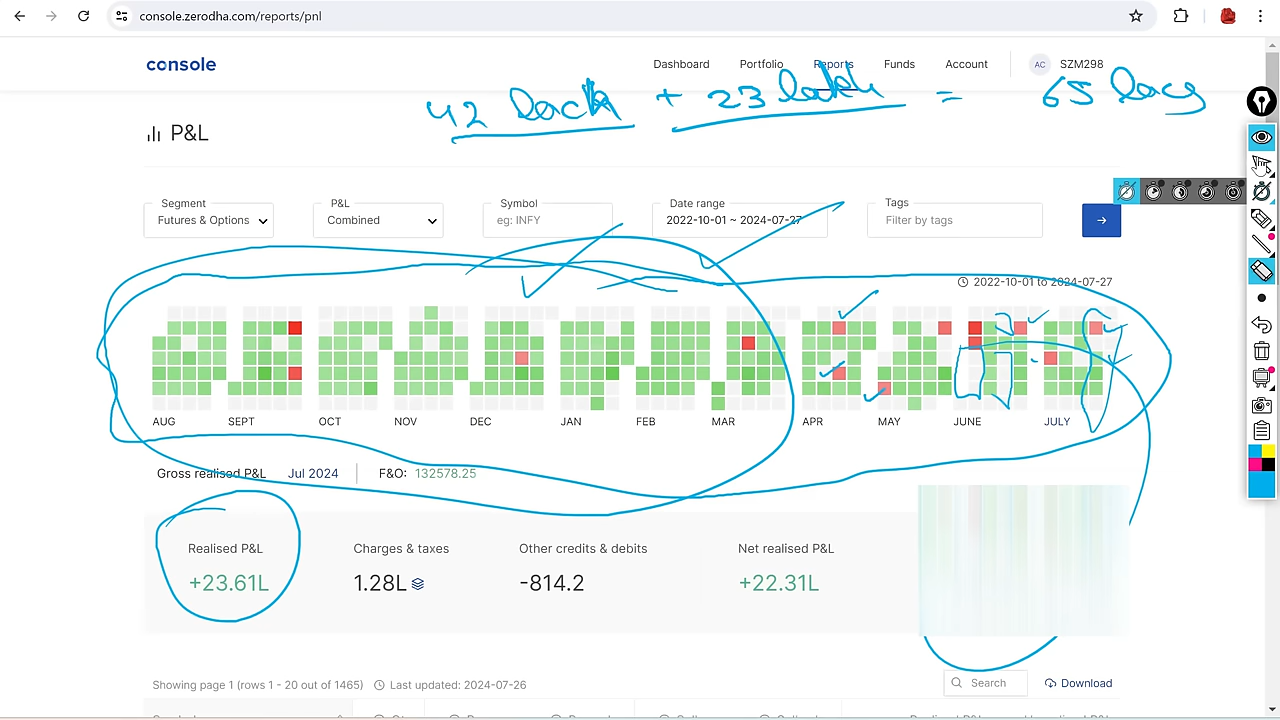 console.zerodha.com/reports/pnl
console Dashboard Portfolio Reports Funds Account AC SZM298
42 lack + 23 lakh = 65 lacs
P&L
Segment P&L Symbol Date range Tags
Futures & Options Combined eg: INFY 2022-10-01 ~ 2024-07-27 Filter by tags
2022-10-01 to 2024-07-27
AUG SEPT OCT NOV DEC JAN FEB MAR APR MAY JUNE JULY
Gross realised P&L Jul 2024 F&O: 132578.25
Realised P&L Charges & taxes Other credits & debits Net realised P&L
+23.61L 1.28L -814.2 +22.31L
Showing page 1 (rows 1 - 20 out of 1465) Last updated: 2024-07-26 Search Download